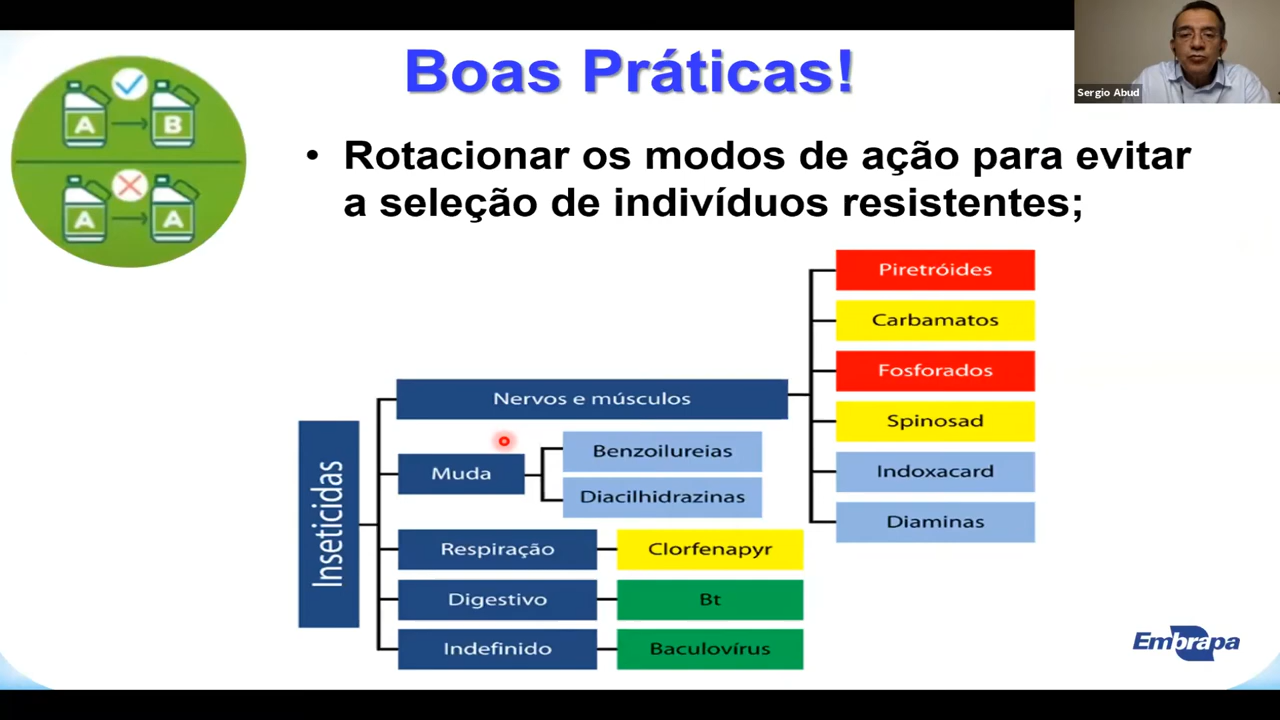 Boas Práticas!
Sergio Abud
A
B
A
A
• Rotacionar os modos de ação para evitar
a seleção de indivíduos resistentes;
Inseticidas
Nervos e músculos
Piretróides
Carbamatos
Fosforados
Spinosad
Indoxacard
Diaminas
Muda
Benzoilureias
Diacilhidrazinas
Respiração
Clorfenapyr
Digestivo
Bt
Indefinido
Baculovírus
Embrapa